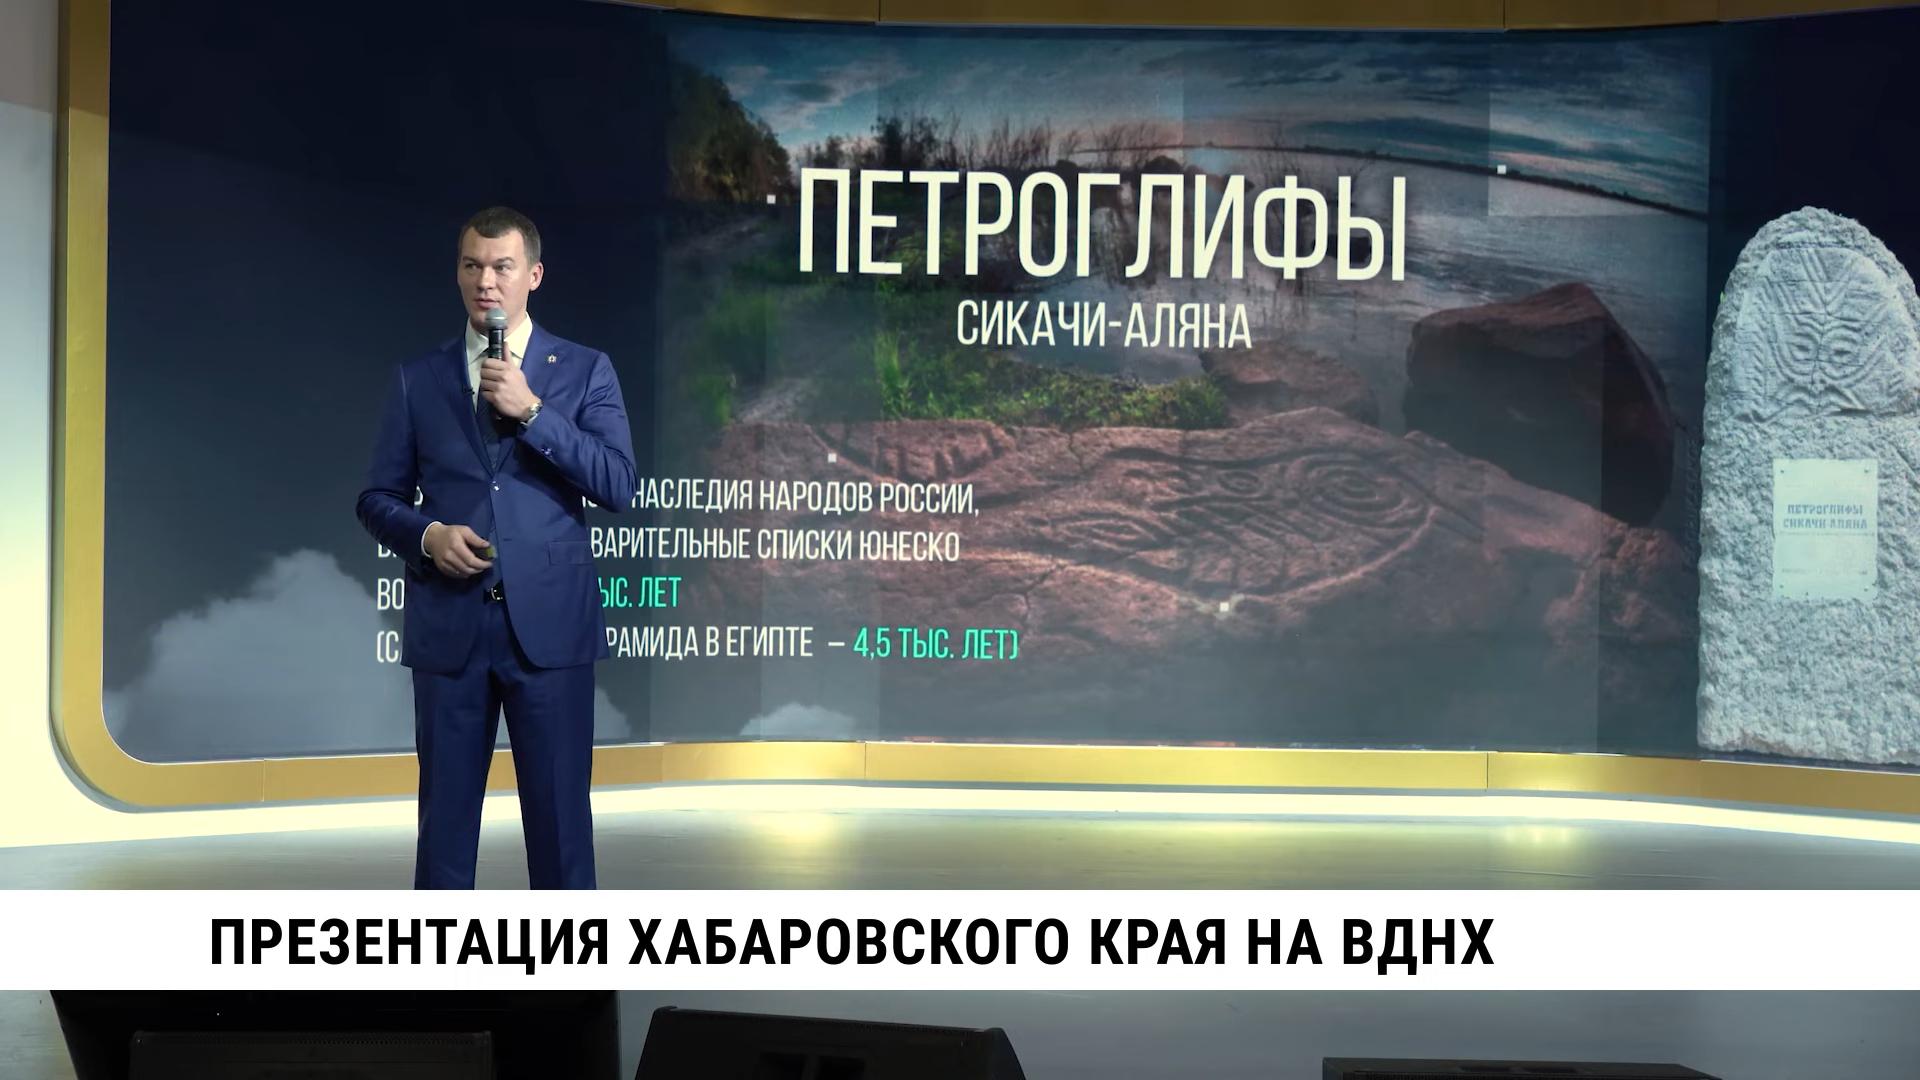 ПЕТРОГЛИФЫ
СИКАЧИ-АЛЯНА
НАСЛЕДИЯ НАРОДОВ РОССИИ,
ВАРИТЕЛЬНЫЕ СПИСКИ ЮНЕСКО
ВО ЫС. ЛЕТ
(С РАМИДА В ЕГИПТЕ – 4,5 ТЫС. ЛЕТ)
ПЕТРОГЛИФЫ
СИКАЧИ-АЛЯНА
ПРЕЗЕНТАЦИЯ ХАБАРОВСКОГО КРАЯ НА ВДНХ